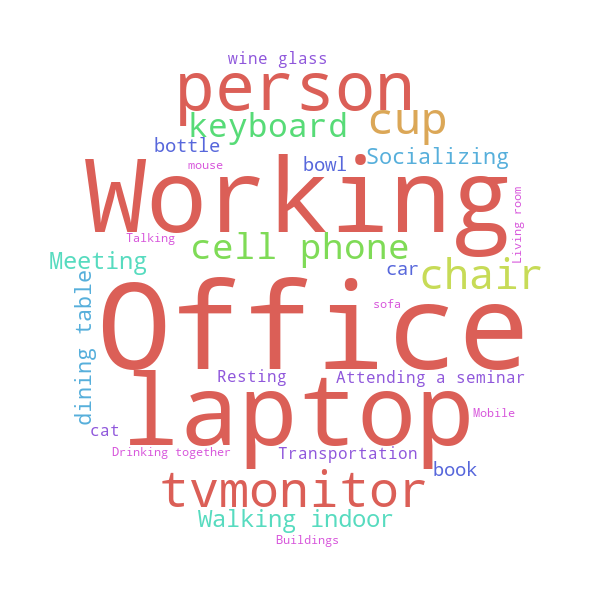 wine glass
person
keyboard
cup
bottle
Socializing
mouse
bowl
Working
Living room
Talking
cell phone
Meeting
car
chair
dining table
sofa
Office
Resting
Attending a seminar
laptop
Mobile
cat
Drinking together
Transportation
book
tvmonitor
Walking indoor
Buildings